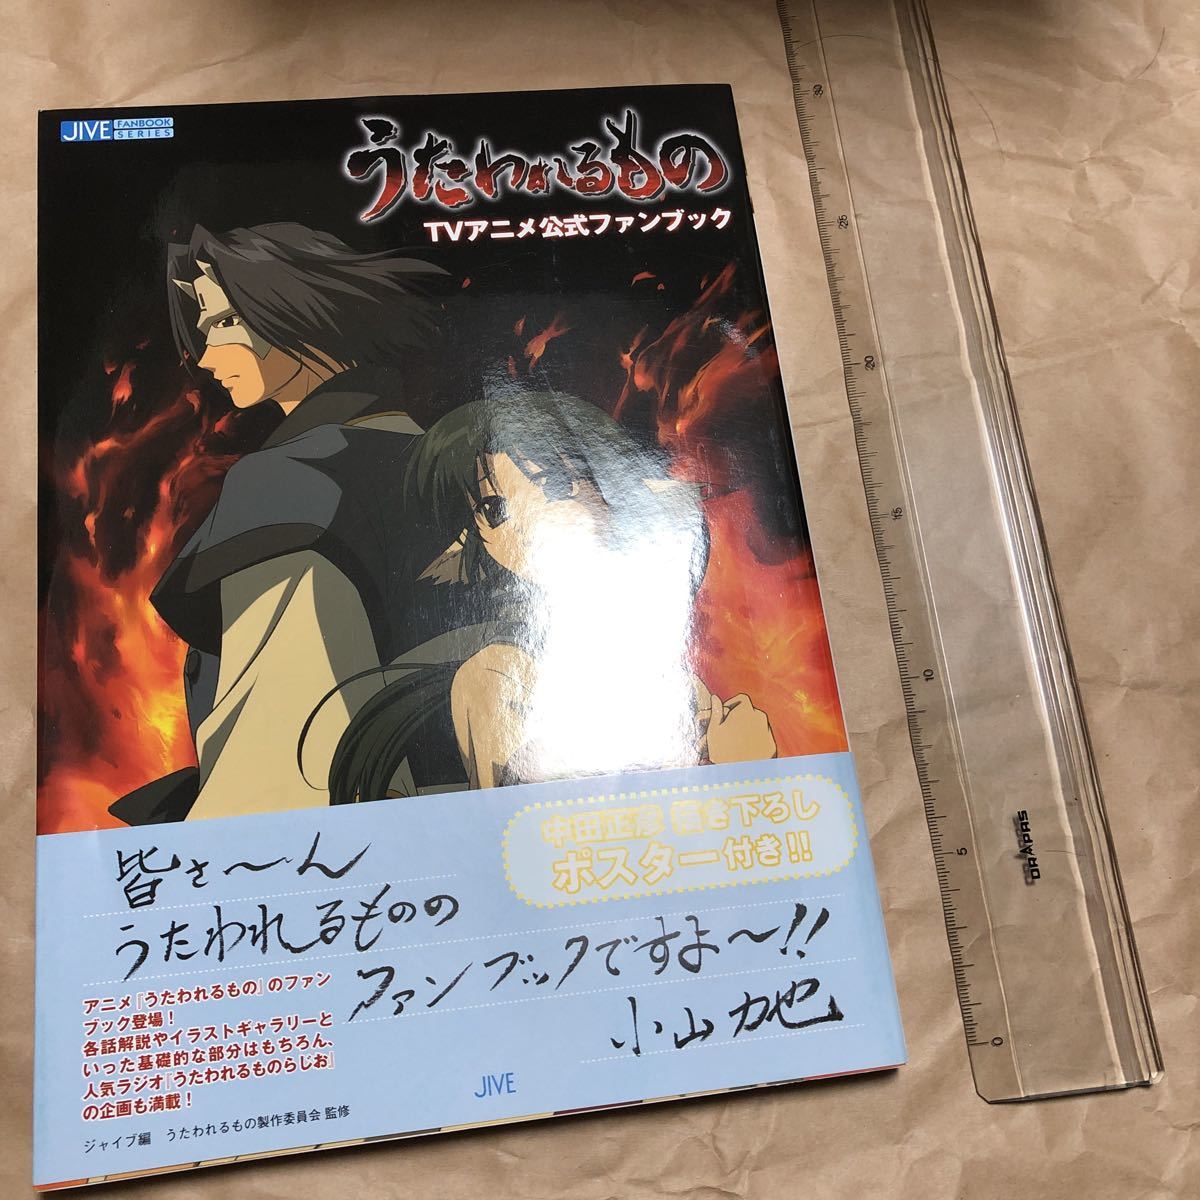 JIVE FANBOOK SERIES
うたわれるもの
TVアニメ公式ファンブック
中田正彦 描き下ろし
ポスター付き!!
皆さ〜ん
うたわれるものの
ファンブックですよ〜!!
小山力也
アニメ『うたわれるもの』のファン
ブック登場!
各話解説やイラストギャラリーと
いった基礎的な部分はもちろん、
人気ラジオ『うたわれるものらじお』
の企画も満載!
JIVE
ジャイブ編 うたわれるもの製作委員会 監修
30
25
20
15
10
5
0
DRAPAS